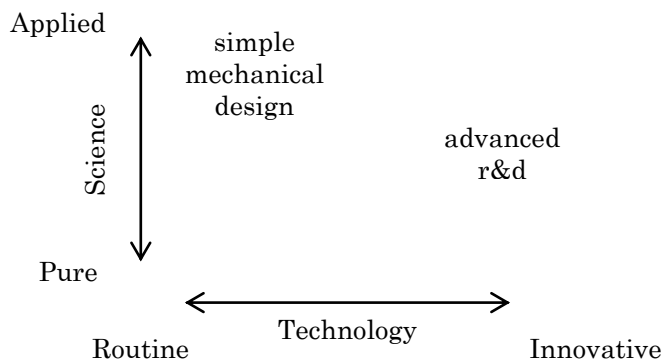 Applied
simple
mechanical
design
Science
advanced
r&d
Pure
Technology
Routine
Innovative